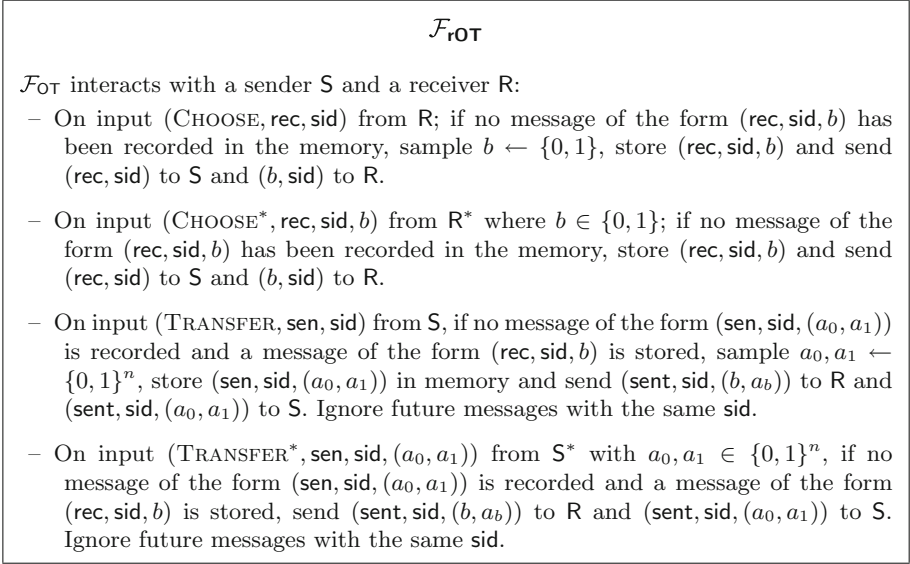 F_rOT
F_OT interacts with a sender S and a receiver R:
– On input (CHOOSE, rec, sid) from R; if no message of the form (rec, sid, b) has
been recorded in the memory, sample b ← {0, 1}, store (rec, sid, b) and send
(rec, sid) to S and (b, sid) to R.
– On input (CHOOSE*, rec, sid, b) from R* where b ∈ {0, 1}; if no message of the
form (rec, sid, b) has been recorded in the memory, store (rec, sid, b) and send
(rec, sid) to S and (b, sid) to R.
– On input (TRANSFER, sen, sid) from S, if no message of the form (sen, sid, (a₀, a₁))
is recorded and a message of the form (rec, sid, b) is stored, sample a₀, a₁ ←
{0, 1}ⁿ, store (sen, sid, (a₀, a₁)) in memory and send (sent, sid, (b, a_b)) to R and
(sent, sid, (a₀, a₁)) to S. Ignore future messages with the same sid.
– On input (TRANSFER*, sen, sid, (a₀, a₁)) from S* with a₀, a₁ ∈ {0, 1}ⁿ, if no
message of the form (sen, sid, (a₀, a₁)) is recorded and a message of the form
(rec, sid, b) is stored, send (sent, sid, (b, a_b)) to R and (sent, sid, (a₀, a₁)) to S.
Ignore future messages with the same sid.